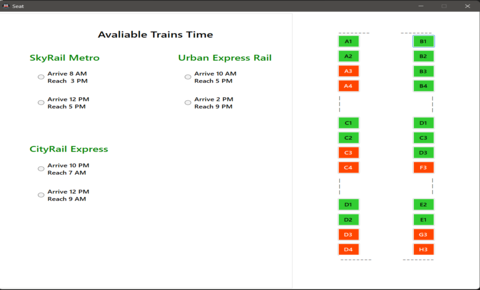 Seat
Avaliable Trains Time
SkyRail Metro
Arrive 8 AM
Reach 3 PM
Arrive 12 PM
Reach 5 PM
Urban Express Rail
Arrive 10 AM
Reach 5 PM
Arrive 2 PM
Reach 9 PM
CityRail Express
Arrive 10 PM
Reach 7 AM
Arrive 12 PM
Reach 9 AM
A1 B1
A2 B2
A3 B3
A4 B4
C1 D1
C2 C3
C3 D3
C4 F3
D1 E2
D2 E1
D3 G3
D4 H3